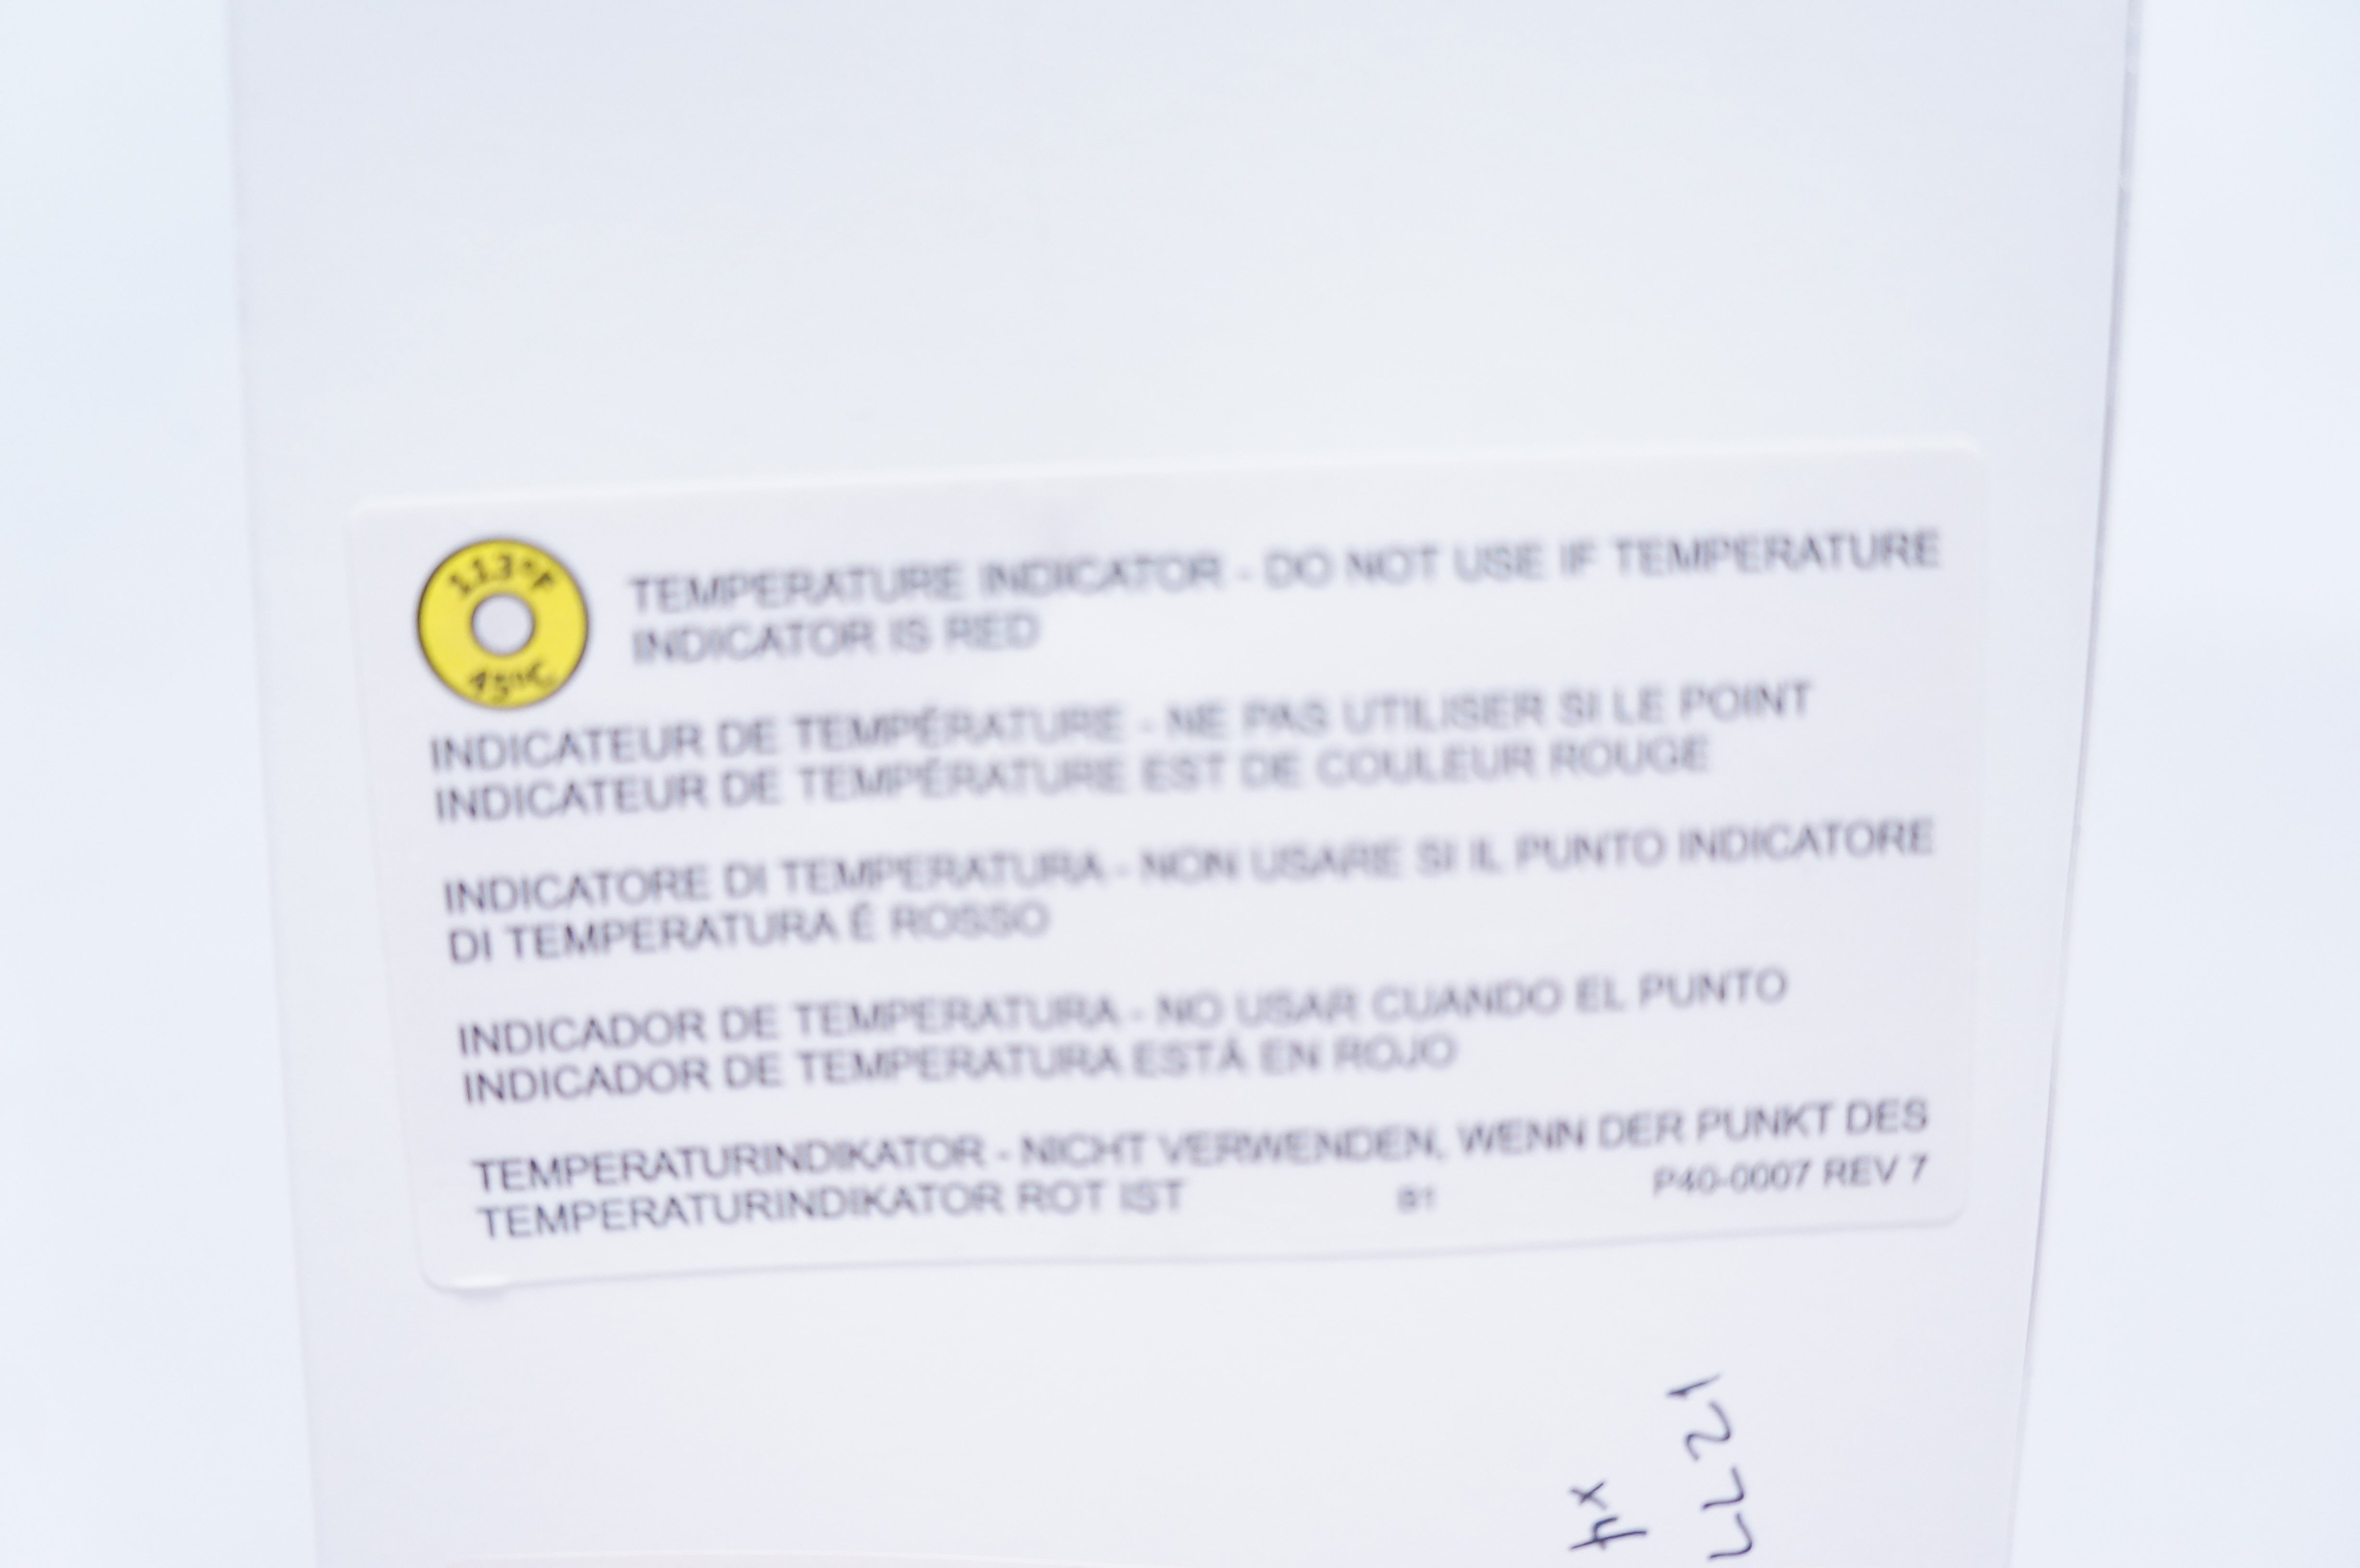 113°F
45°C
TEMPERATURE INDICATOR - DO NOT USE IF TEMPERATURE
INDICATOR IS RED
INDICATEUR DE TEMPÉRATURE - NE PAS UTILISER SI LE POINT
INDICATEUR DE TEMPÉRATURE EST DE COULEUR ROUGE
INDICATORE DI TEMPERATURA - NON USARE SI IL PUNTO INDICATORE
DI TEMPERATURA É ROSSO
INDICADOR DE TEMPERATURA - NO USAR CUANDO EL PUNTO
INDICADOR DE TEMPERATURA ESTÁ EN ROJO
TEMPERATURINDIKATOR - NICHT VERWENDEN, WENN DER PUNKT DES
TEMPERATURINDIKATOR ROT IST
B1
P40-0007 REV 7